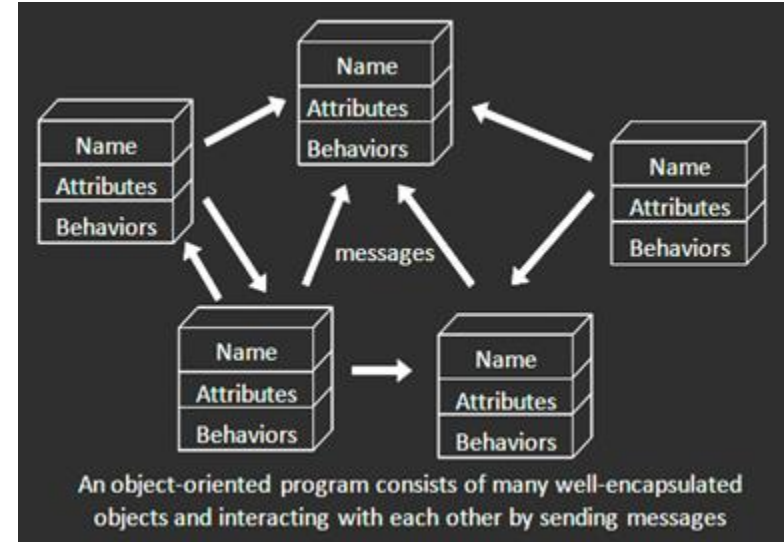 Name
Attributes
Behaviors
Name
Attributes
Behaviors
Name
Attributes
Behaviors
messages
Name
Attributes
Behaviors
Name
Attributes
Behaviors
An object-oriented program consists of many well-encapsulated
objects and interacting with each other by sending messages